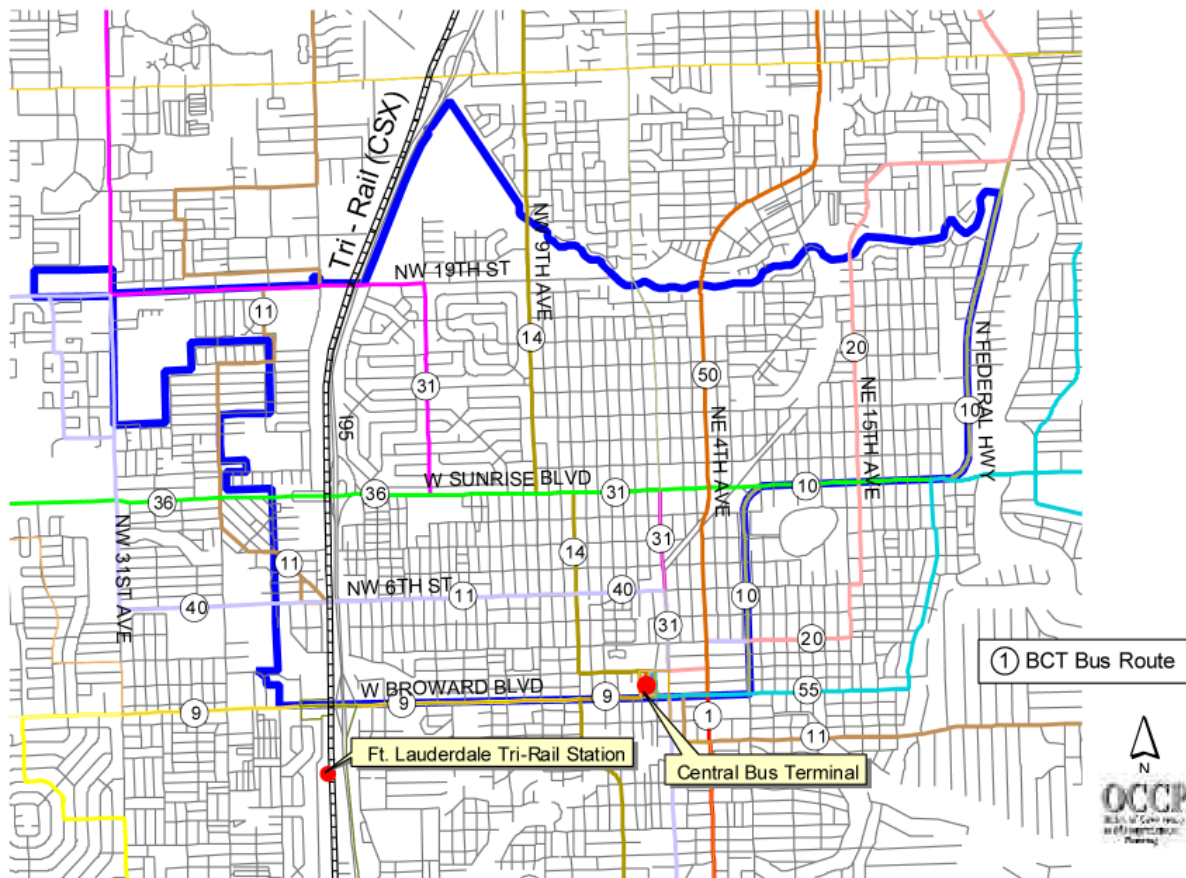 Tri - Rail (CSX)
NW 19TH ST
NW 9TH AVE
11
14
20
31
50
10
N FEDERAL HWY
NE 4TH AVE
NE 15TH AVE
I95
W SUNRISE BLVD
36
36
31
10
NW 31ST AVE
31
14
11
NW 6TH ST
40
11
40
10
31
20
① BCT Bus Route
W BROWARD BLVD
9
9
9
55
1
11
Ft. Lauderdale Tri-Rail Station
Central Bus Terminal
N
OCCP